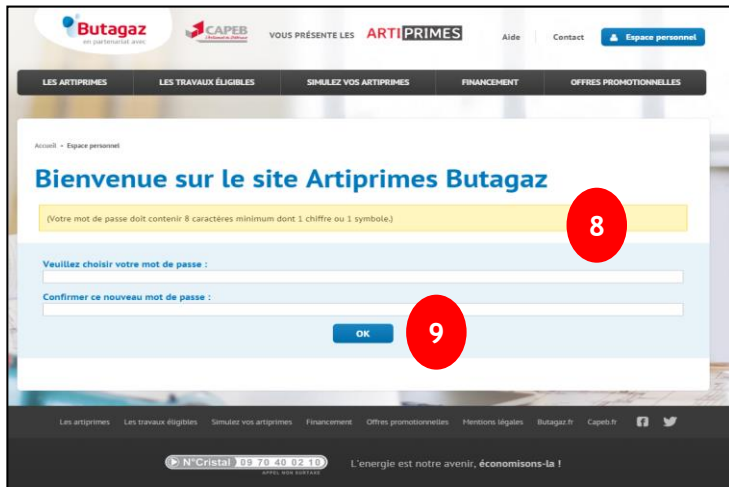 Butagaz
en partenariat avec
CAPEB
L'Artisanat du Bâtiment
VOUS PRÉSENTE LES ARTIPRIMES
Aide
Contact
Espace personnel
LES ARTIPRIMES
LES TRAVAUX ÉLIGIBLES
SIMULEZ VOS ARTIPRIMES
FINANCEMENT
OFFRES PROMOTIONNELLES
Accueil • Espace personnel
Bienvenue sur le site Artiprimes Butagaz
(Votre mot de passe doit contenir 8 caractères minimum dont 1 chiffre ou 1 symbole.)
8
Veuillez choisir votre mot de passe :
Confirmer ce nouveau mot de passe :
OK
9
Les artiprimes Les travaux éligibles Simulez vos artiprimes Financement Offres promotionnelles Mentions légales Butagaz.fr Capeb.fr
N°Cristal 09 70 40 02 10
APPEL NON SURTAXÉ
L'energie est notre avenir, économisons-la !